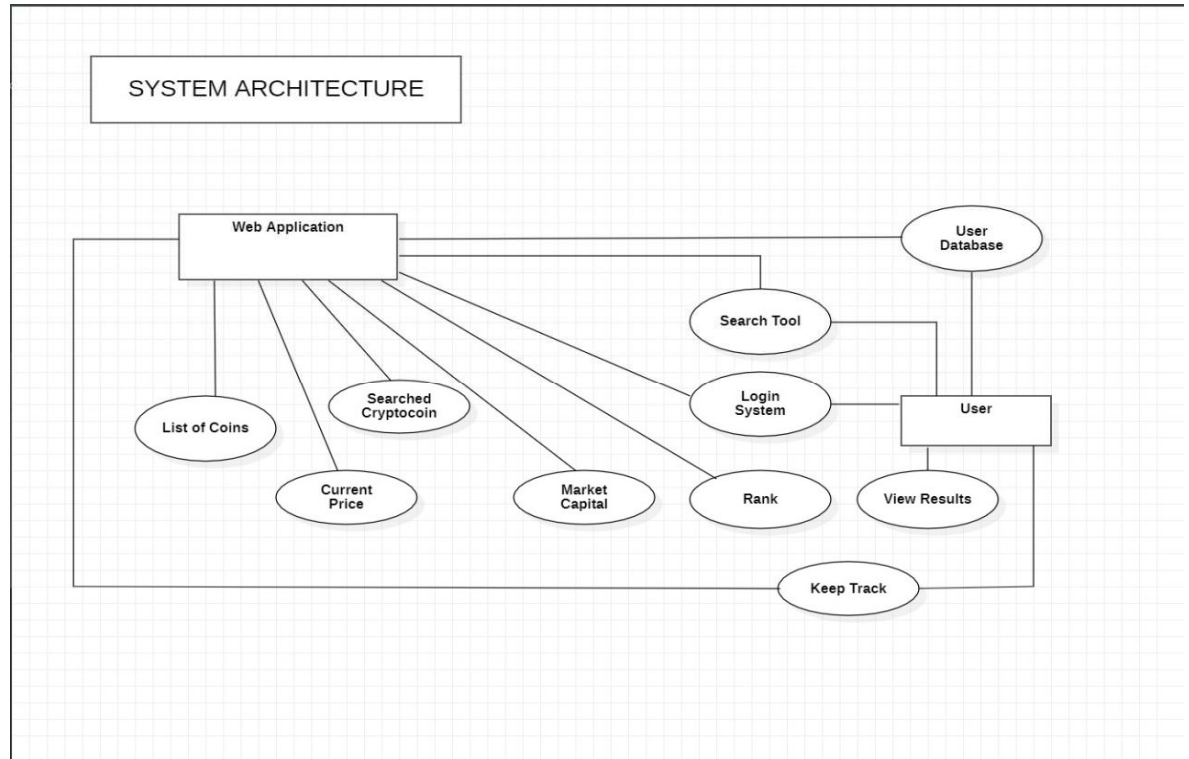 SYSTEM ARCHITECTURE
Web Application
User
Database
Search Tool
Searched
Cryptocoin
Login
System
User
List of Coins
Current
Price
Market
Capital
Rank
View Results
Keep Track